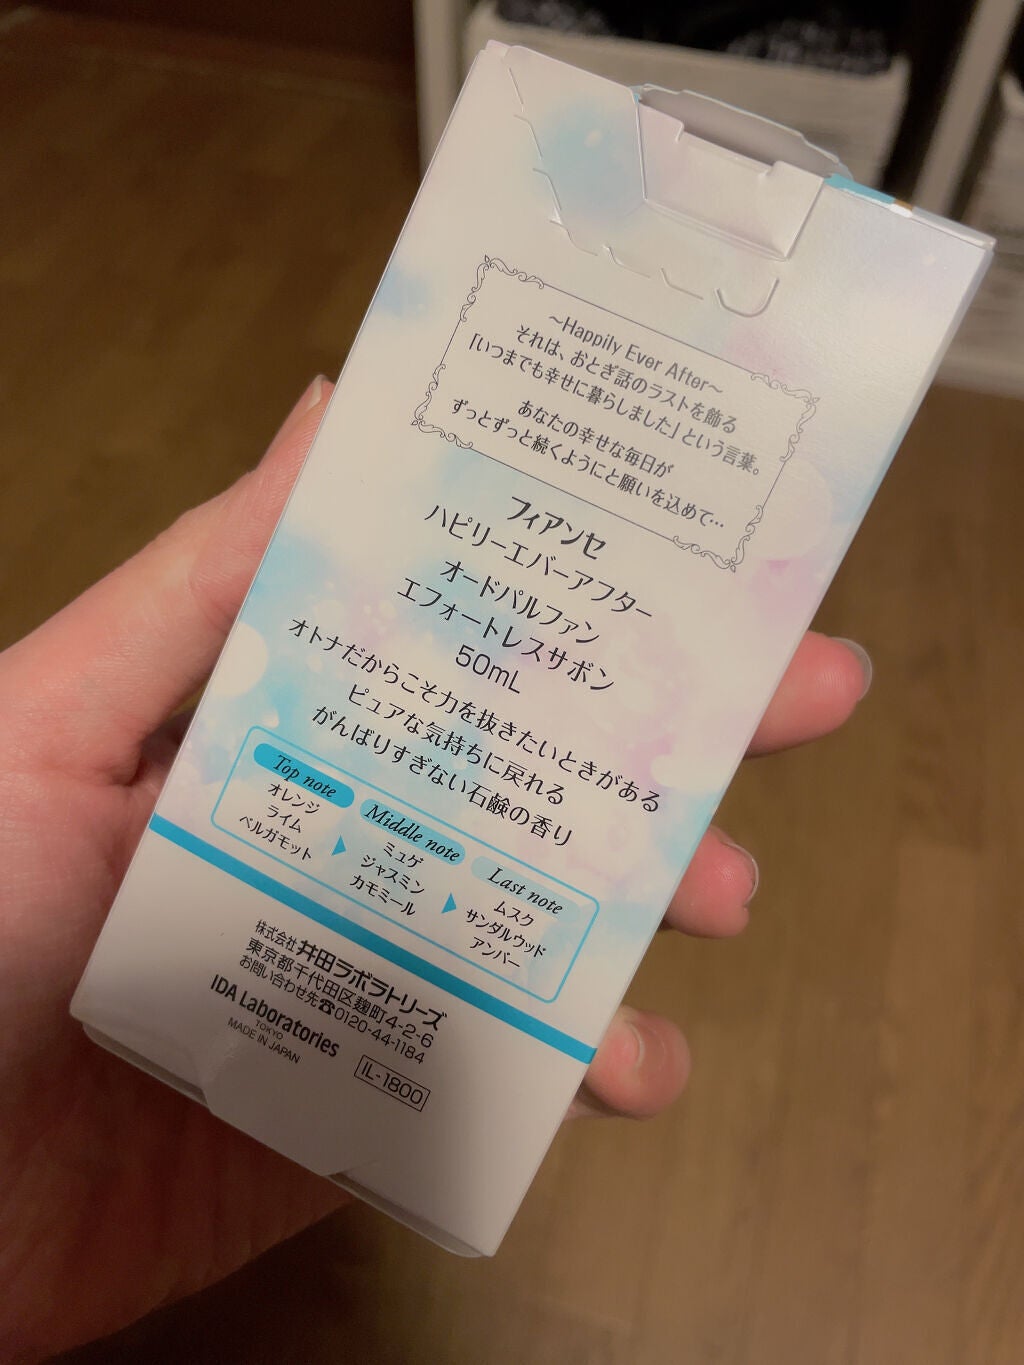 ～Happily Ever After～
それは、おとぎ話のラストを飾る
「いつまでも幸せに暮らしました」という言葉。
あなたの幸せな毎日が
ずっとずっと続くようにと願いを込めて…
フィアンセ
ハピリーエバーアフター
オードパルファン
エフォートレスサボン
50mL
オトナだからこそ力を抜きたいときがある
ピュアな気持ちに戻れる
がんばりすぎない石鹸の香り
Top note
オレンジ
ライム
ベルガモット
Middle note
ミュゲ
ジャスミン
カモミール
Last note
ムスク
サンダルウッド
アンバー
株式会社 井田ラボラトリーズ
東京都千代田区麹町4-2-6
お問い合わせ先☎0120-44-1184
IDA Laboratories
TOKYO
MADE IN JAPAN
IL-1800